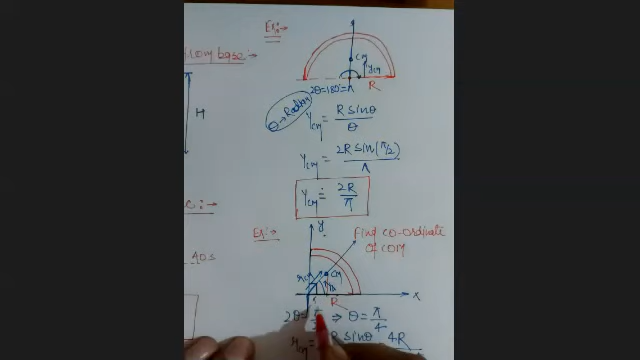 from base:-
H
Ex:-
CM
YCM
R
2θ=180°=π
θ→Radian
YCM = R sinθ / θ
YCM = 2R sin(π/2) / π
YCM = 2R / π
Ex:-
y
Find CO-Ordinate
Of COM
CM
R
x
2θ= ⇒ θ = π/4
R sinθ 4R